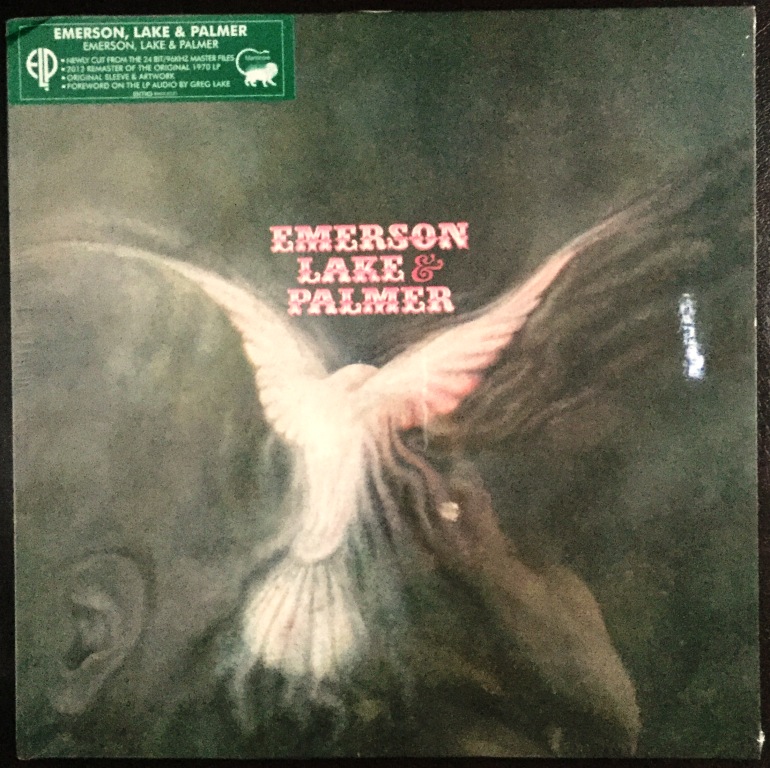 EMERSON, LAKE & PALMER
EMERSON, LAKE & PALMER
ELP
• NEWLY CUT FROM THE 24 BIT/96KHZ MASTER FILES
• 2012 REMASTER OF THE ORIGINAL 1970 LP
• ORIGINAL SLEEVE & ARTWORK
• FOREWORD ON THE LP AUDIO BY GREG LAKE
Manticore
EMERSON
LAKE &
PALMER